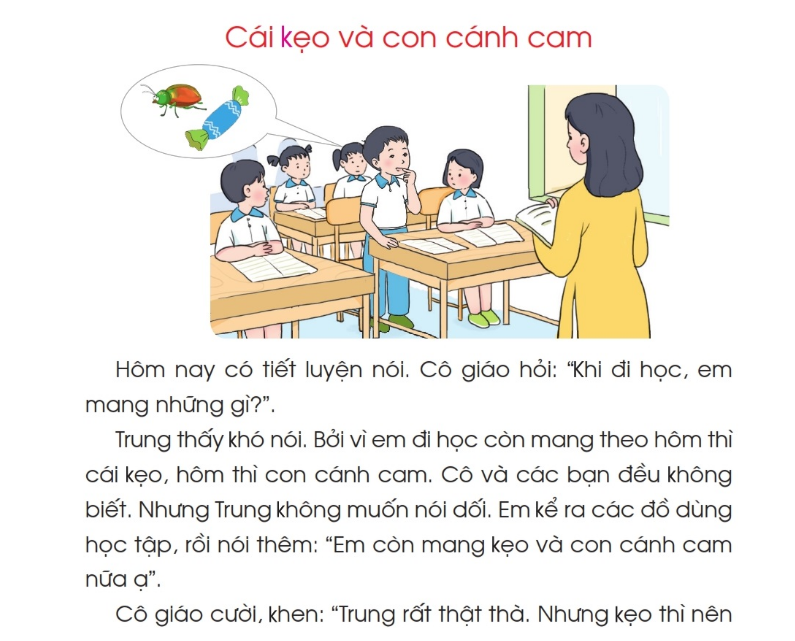 Cái kẹo và con cánh cam
Hôm nay có tiết luyện nói. Cô giáo hỏi: “Khi đi học, em
mang những gì?”.
Trung thấy khó nói. Bởi vì em đi học còn mang theo hôm thì
cái kẹo, hôm thì con cánh cam. Cô và các bạn đều không
biết. Nhưng Trung không muốn nói dối. Em kể ra các đồ dùng
học tập, rồi nói thêm: “Em còn mang kẹo và con cánh cam
nữa ạ”.
Cô giáo cười, khen: “Trung rất thật thà. Nhưng kẹo thì nên